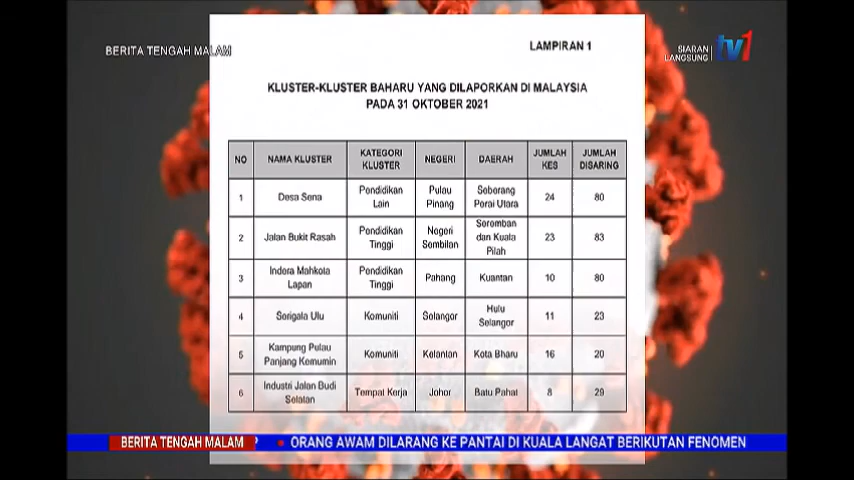 BERITA TENGAH MALAM
LAMPIRAN 1
SIARAN
LANGSUNG
tv1
KLUSTER-KLUSTER BAHARU YANG DILAPORKAN DI MALAYSIA
PADA 31 OKTOBER 2021
NO NAMA KLUSTER KATEGORI KLUSTER NEGERI DAERAH JUMLAH KES JUMLAH DISARING
1 Desa Sena Pendidikan Lain Pulau Pinang Seberang Perai Utara 24 80
2 Jalan Bukit Rasah Pendidikan Tinggi Negeri Sembilan Seremban dan Kuala Pilah 23 83
3 Indera Mahkota Lapan Pendidikan Tinggi Pahang Kuantan 10 80
4 Serigala Ulu Komuniti Selangor Hulu Selangor 11 23
5 Kampung Pulau Panjang Kemumin Komuniti Kelantan Kota Bharu 16 20
6 Industri Jalan Budi Selatan Tempat Kerja Johor Batu Pahat 8 29
BERITA TENGAH MALAM ORANG AWAM DILARANG KE PANTAI DI KUALA LANGAT BERIKUTAN FENOMEN